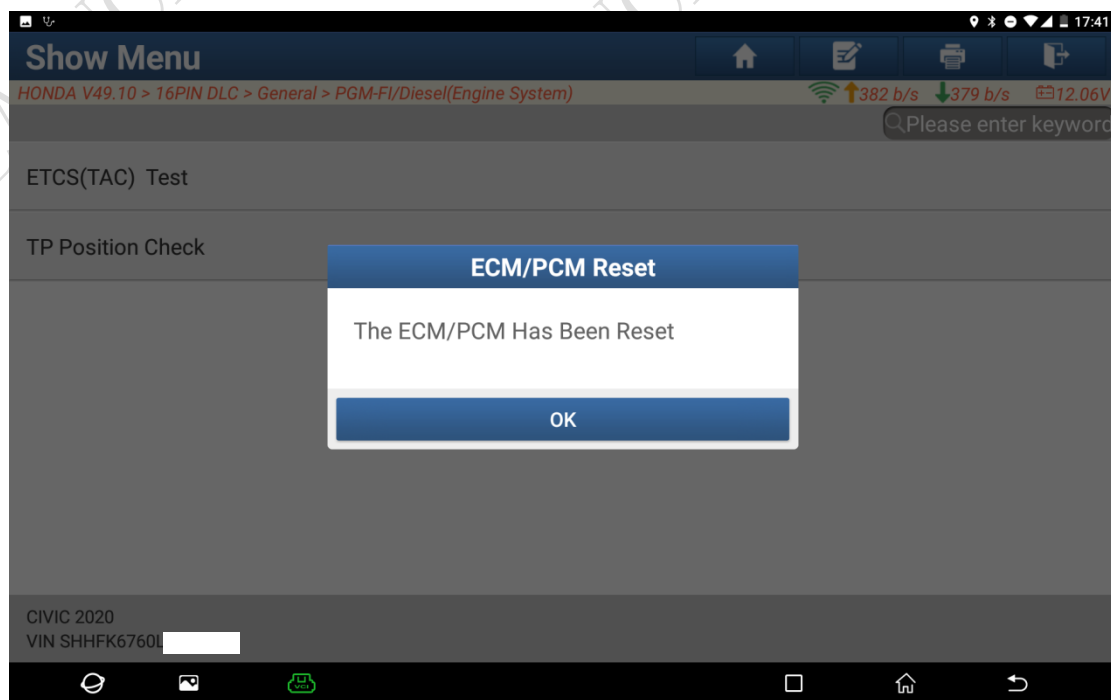 17:41
Show Menu
HONDA V49.10 > 16PIN DLC > General > PGM-FI/Diesel(Engine System)
382 b/s 379 b/s 12.06V
Please enter keyword
ETCS(TAC) Test
TP Position Check
ECM/PCM Reset
The ECM/PCM Has Been Reset
OK
CIVIC 2020
VIN SHHFK6760L
VCI